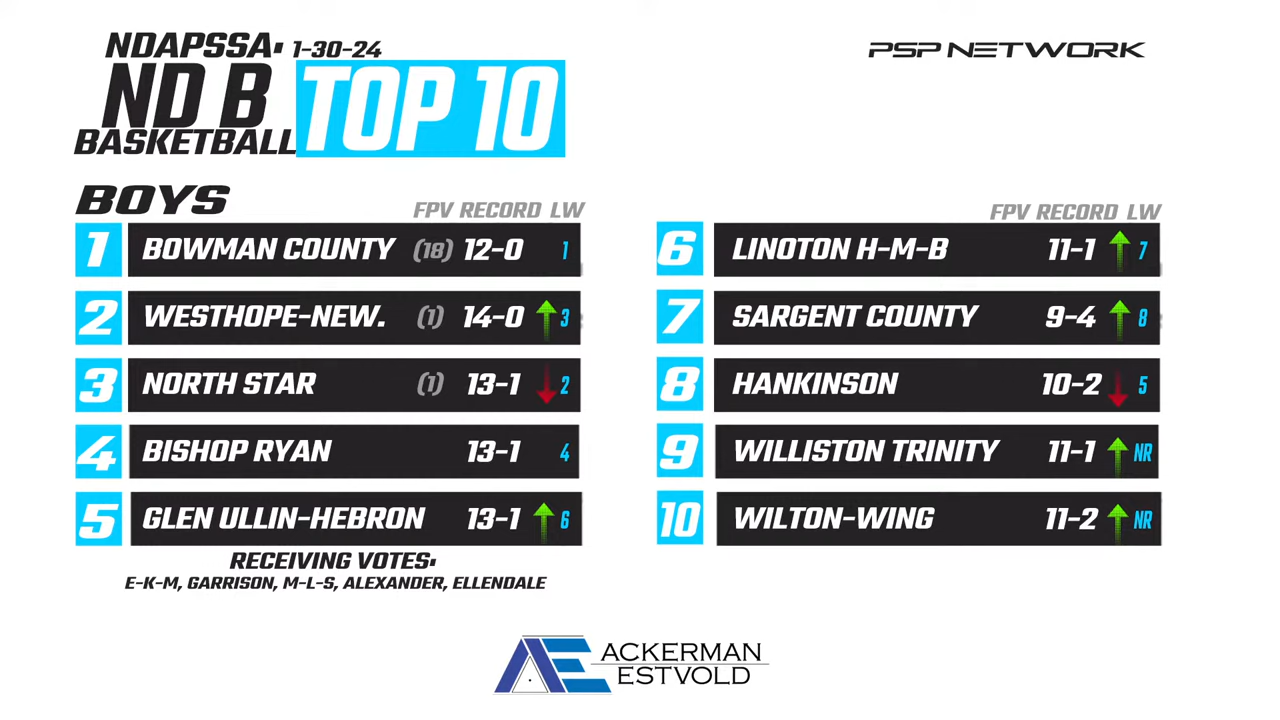 NDAPSSA: 1-30-24
ND B
BASKETBALL TOP 10
PSP NETWORK
BOYS
FPV RECORD LW
1 BOWMAN COUNTY (18) 12-0 1
2 WESTHOPE-NEW. (1) 14-0 3
3 NORTH STAR (1) 13-1 2
4 BISHOP RYAN 13-1 4
5 GLEN ULLIN-HEBRON 13-1 6
RECEIVING VOTES:
E-K-M, GARRISON, M-L-S, ALEXANDER, ELLENDALE
FPV RECORD LW
6 LINOTON H-M-B 11-1 7
7 SARGENT COUNTY 9-4 8
8 HANKINSON 10-2 5
9 WILLISTON TRINITY 11-1 NR
10 WILTON-WING 11-2 NR
AE ACKERMAN
ESTVOLD